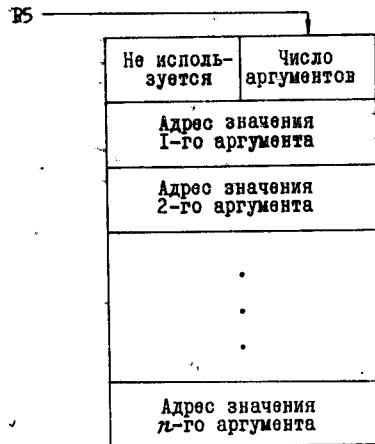 R5
Не исполь-
зуется
Число
аргументов
Адрес значения
I-го аргумента
Адрес значения
2-го аргумента
Адрес значения
n-го аргумента